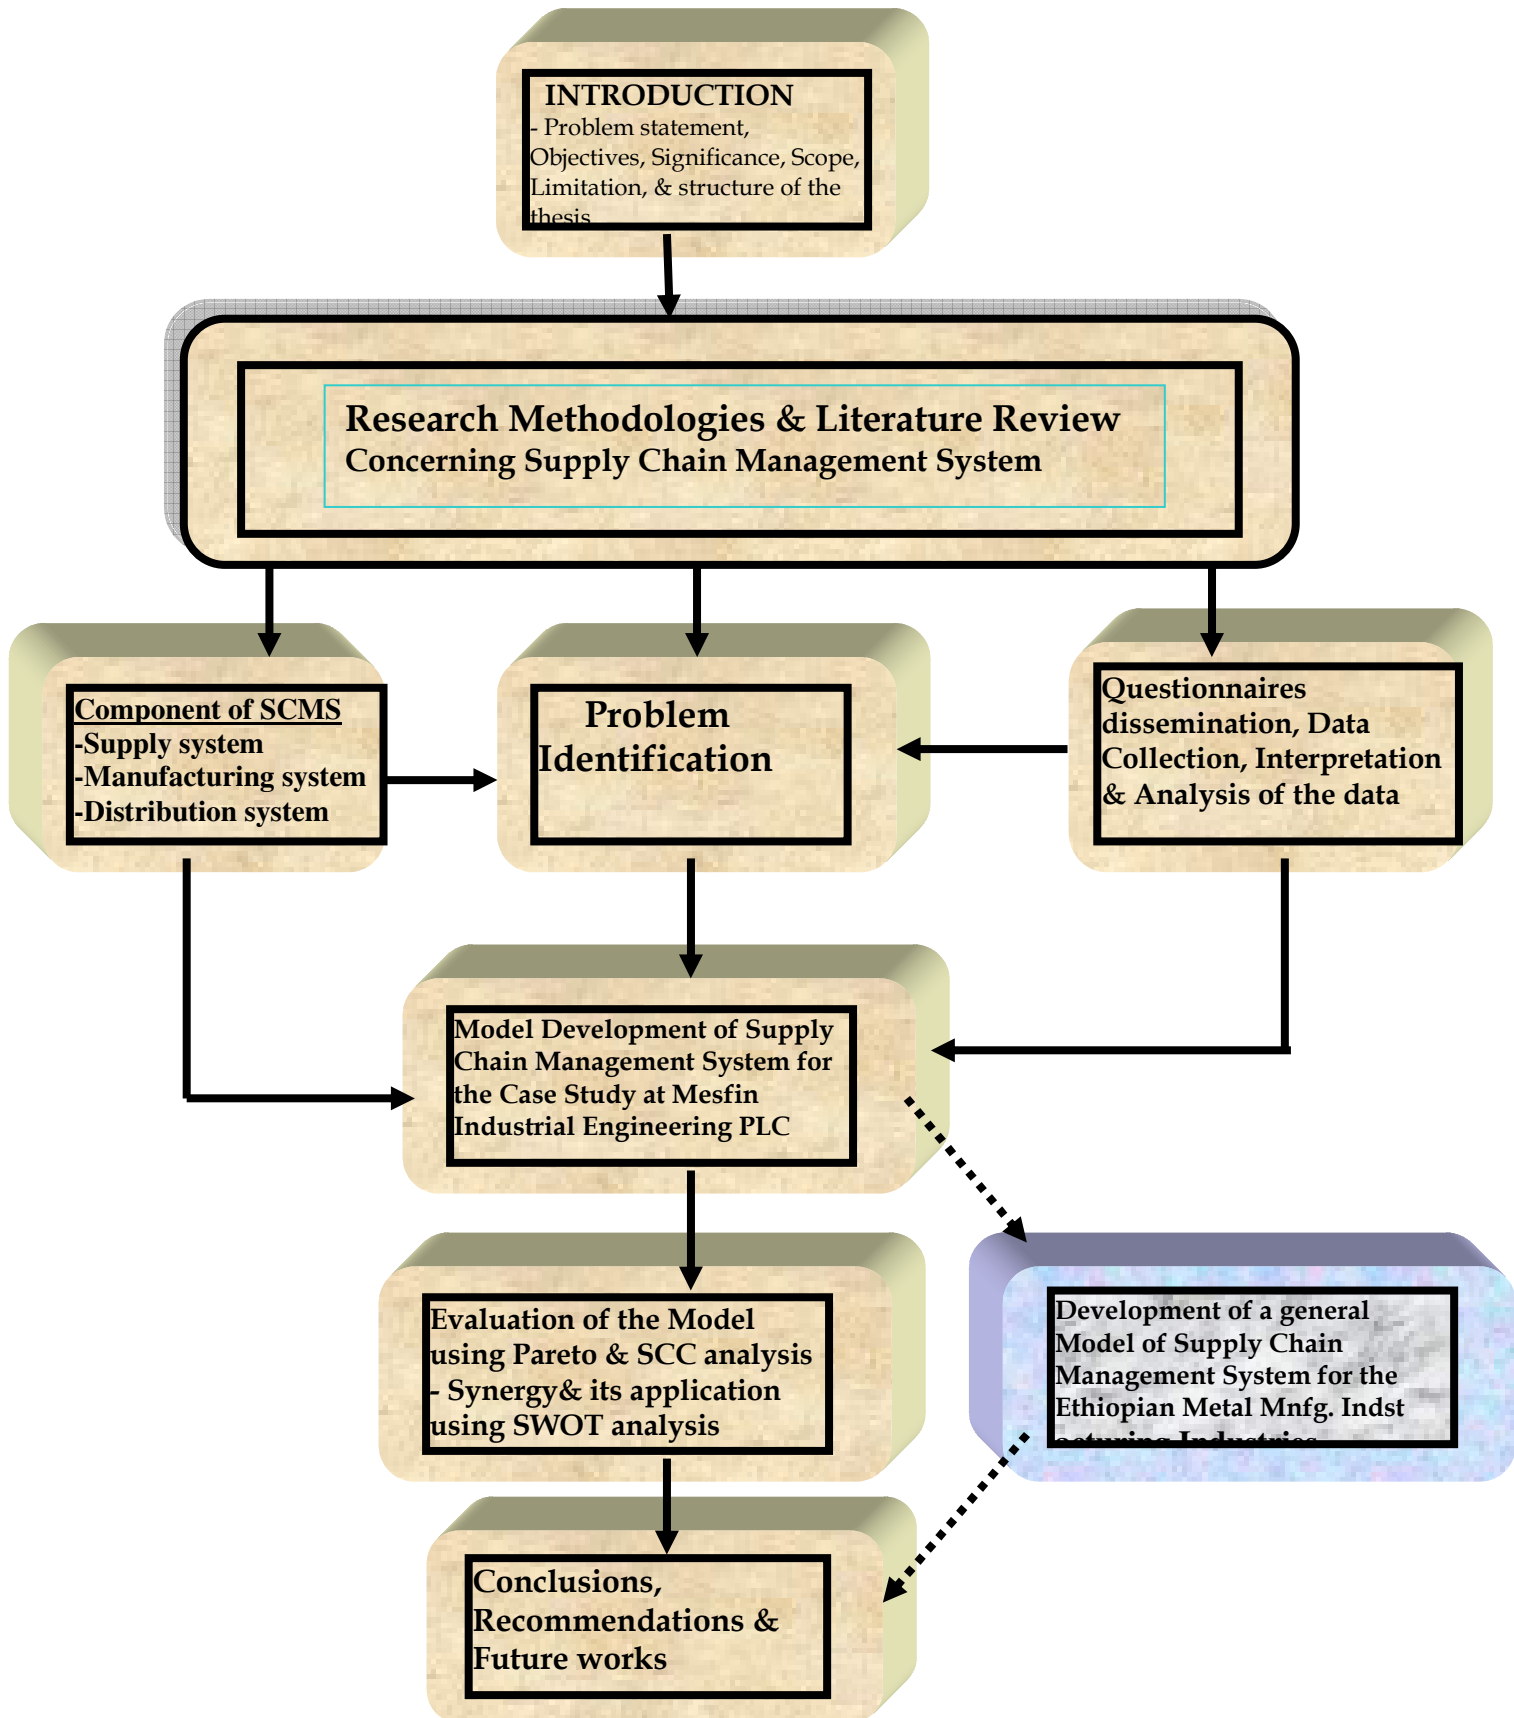 INTRODUCTION
- Problem statement,
Objectives, Significance, Scope,
Limitation, & structure of the
thesis
Research Methodologies & Literature Review
Concerning Supply Chain Management System
Component of SCMS
-Supply system
-Manufacturing system
-Distribution system
Problem
Identification
Questionnaires
dissemination, Data
Collection, Interpretation
& Analysis of the data
Model Development of Supply
Chain Management System for
the Case Study at Mesfin
Industrial Engineering PLC
Evaluation of the Model
using Pareto & SCC analysis
- Synergy& its application
using SWOT analysis
Development of a general
Model of Supply Chain
Management System for the
Ethiopian Metal Mnfg. Indst
acturing Industries
Conclusions,
Recommendations &
Future works